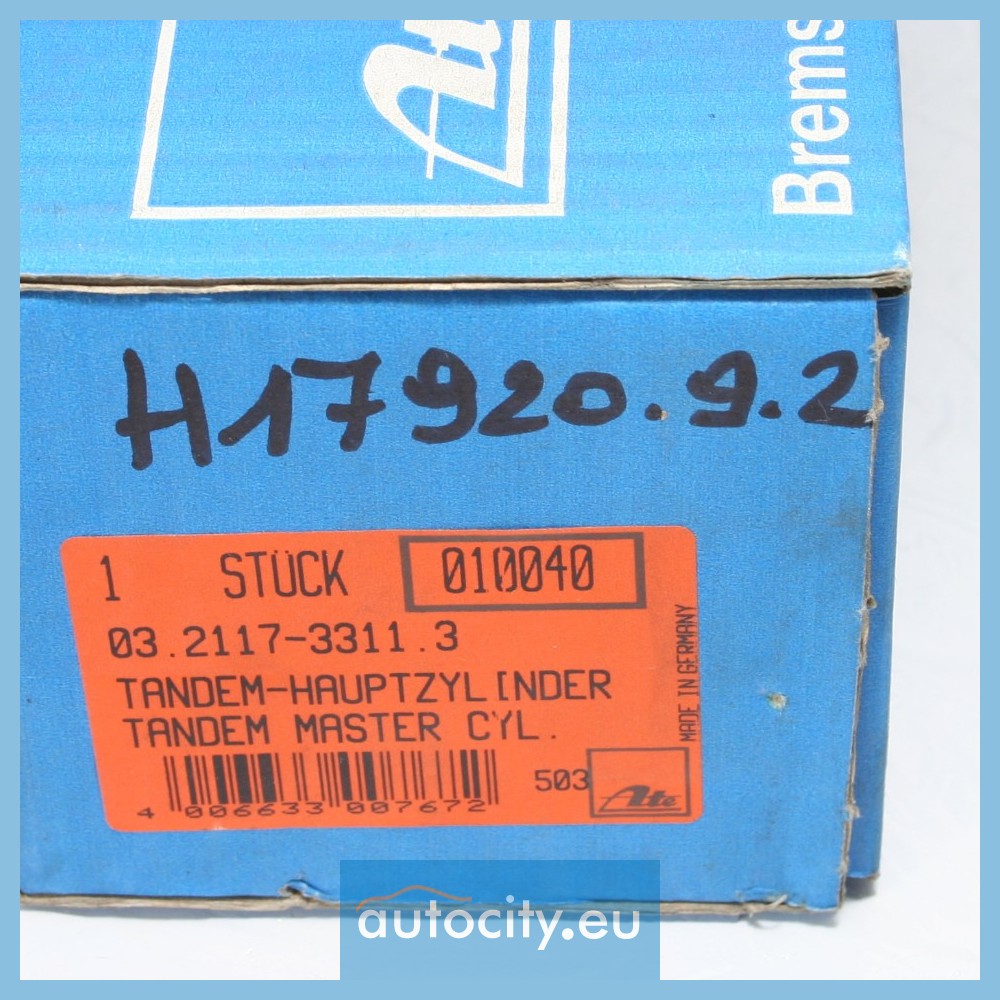 Ate
Brems
H17920.9.2
1 STÜCK 010040
03.2117-3311.3
TANDEM-HAUPTZYLINDER
TANDEM MASTER CYL.
MADE IN GERMANY
4 006633 007672
503 Ate
autocity.eu